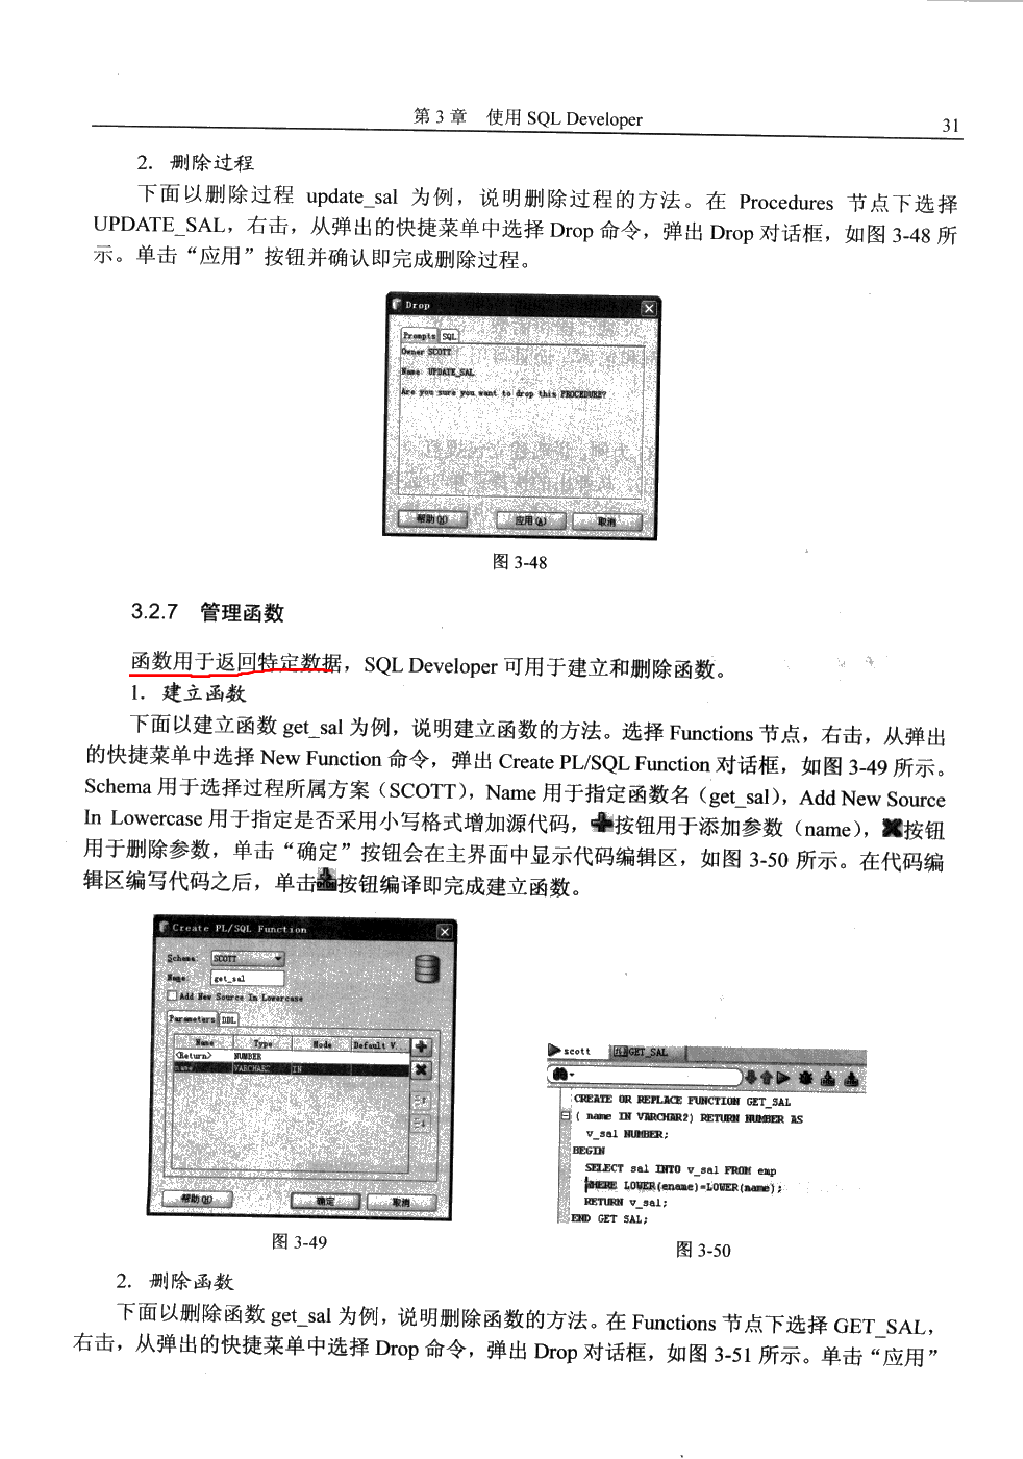 第 3 章 使用 SQL Developer
31
2. 删除过程
下面以删除过程 update_sal 为例，说明删除过程的方法。在 Procedures 节点下选择
UPDATE_SAL，右击，从弹出的快捷菜单中选择 Drop 命令，弹出 Drop 对话框，如图 3-48 所
示。单击“应用”按钮并确认即完成删除过程。
Drop
Prompts SQL
Owner SCOTT
Name UPDATE_SAL
Are you sure you want to drop this PROCEDURE?
帮助(H) 应用(A) 取消
图 3-48
3.2.7 管理函数
函数用于返回特定数据，SQL Developer 可用于建立和删除函数。
1. 建立函数
下面以建立函数 get_sal 为例，说明建立函数的方法。选择 Functions 节点，右击，从弹出
的快捷菜单中选择 New Function 命令，弹出 Create PL/SQL Function 对话框，如图 3-49 所示。
Schema 用于选择过程所属方案（SCOTT），Name 用于指定函数名（get_sal），Add New Source
In Lowercase 用于指定是否采用小写格式增加源代码，按钮用于添加参数（name），按钮
用于删除参数，单击“确定”按钮会在主界面中显示代码编辑区，如图 3-50 所示。在代码编
辑区编写代码之后，单击按钮编译即完成建立函数。
Create PL/SQL Function
Schema: SCOTT
Name: get_sal
Add New Source In Lowercase
Parameters DDL
Name Type Mode Default V
<Return> NUMBER
name VARCHAR2 IN
帮助(H) 确定 取消
图 3-49
scott GET_SAL
CREATE OR REPLACE FUNCTION GET_SAL
( name IN VARCHAR2) RETURN NUMBER AS
v_sal NUMBER;
BEGIN
SELECT sal INTO v_sal FROM emp
WHERE LOWER(ename)=LOWER(name);
RETURN v_sal;
END GET SAL;
图 3-50
2. 删除函数
下面以删除函数 get_sal 为例，说明删除函数的方法。在 Functions 节点下选择 GET_SAL，
右击，从弹出的快捷菜单中选择 Drop 命令，弹出 Drop 对话框，如图 3-51 所示。单击“应用”